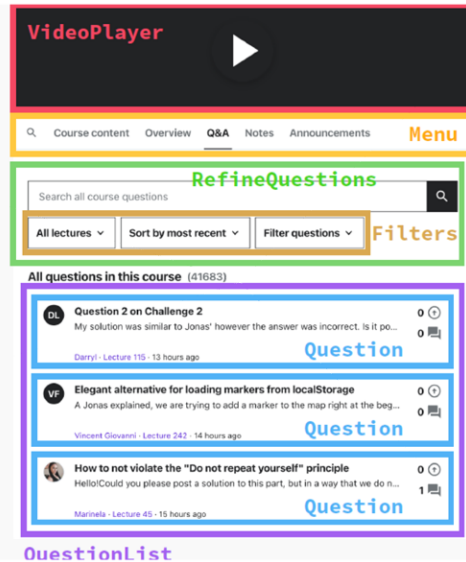 VideoPlayer
Course content Overview Q&A Notes Announcements Menu
RefineQuestions
Search all course questions
All lectures Sort by most recent Filter questions Filters
All questions in this course (41683)
DL Question 2 on Challenge 2 0
My solution was similar to Jonas' however the answer was incorrect. Is it po... 0
Question
Darryl · Lecture 115 · 13 hours ago
VF Elegant alternative for loading markers from localStorage 0
A Jonas explained, we are trying to add a marker to the map right at the beg... 0
Question
Vincent Giovanni · Lecture 242 · 14 hours ago
How to not violate the "Do not repeat yourself" principle 0
Hello!Could you please post a solution to this part, but in a way that we do n... 1
Question
Marinela · Lecture 45 · 15 hours ago
QuestionList